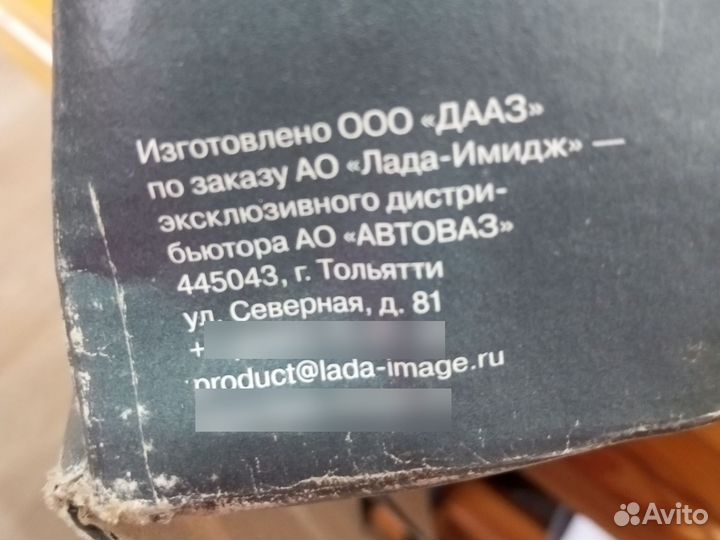 Изготовлено ООО «ДААЗ»
по заказу АО «Лада-Имидж» —
эксклюзивного дистри-
бьютора АО «АВТОВАЗ»
445043, г. Тольятти
ул. Северная, д. 81
+
product@lada-image.ru
Avito